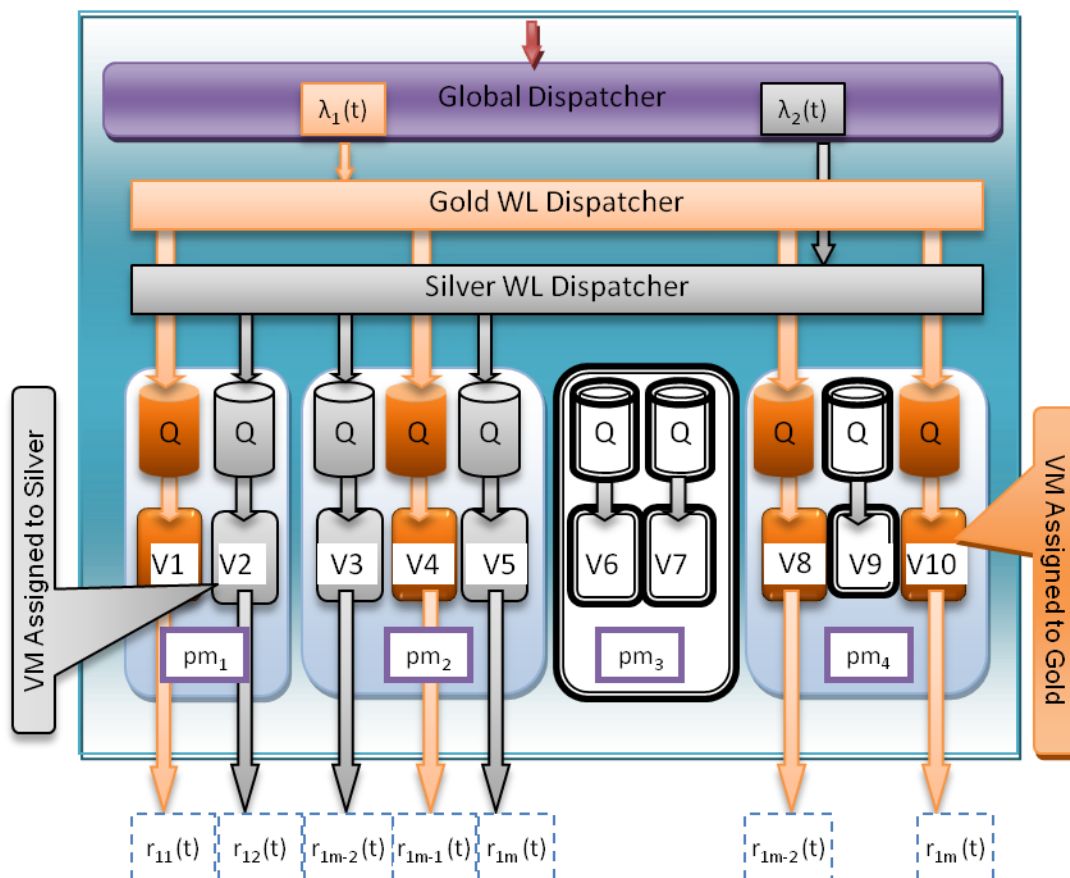 Global Dispatcher
λ1(t)
λ2(t)
Gold WL Dispatcher
Silver WL Dispatcher
VM Assigned to Silver
Q
Q
Q
Q
Q
Q
Q
Q
Q
Q
VM Assigned to Gold
V1
V2
V3
V4
V5
V6
V7
V8
V9
V10
pm1
pm2
pm3
pm4
r11(t)
r12(t)
r1m-2(t)
r1m-1(t)
r1m(t)
r1m-2(t)
r1m(t)